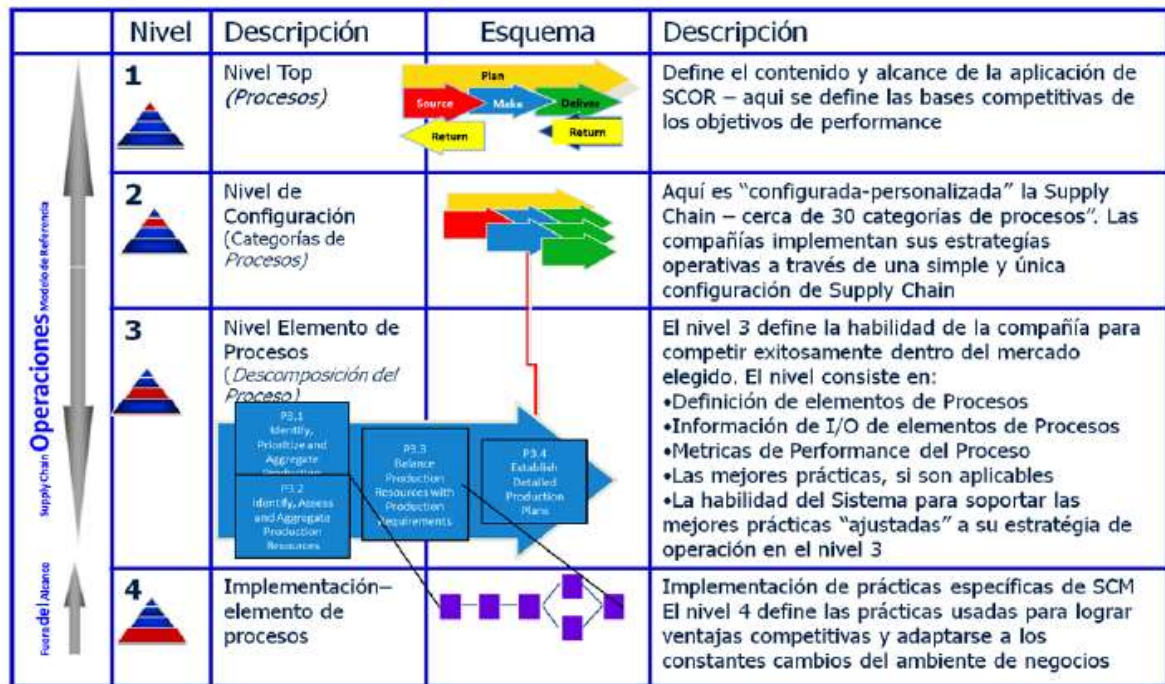 Nivel
Descripción
Esquema
Descripción
1
Nivel Top
(Procesos)
Plan
Source
Make
Deliver
Return
Return
Define el contenido y alcance de la aplicación de
SCOR – aqui se define las bases competitivas de
los objetivos de performance
2
Nivel de
Configuración
(Categorías de
Procesos)
Aquí es “configurada-personalizada” la Supply
Chain – cerca de 30 categorías de procesos”. Las
compañías implementan sus estrategías
operativas a través de una simple y única
configuración de Supply Chain
3
Nivel Elemento de
Procesos
(Descomposición del
Proceso)
P3.1
Identify,
Prioritize and
Aggregate
Production
P3.2
Identify, Assess
and Aggregate
Production
Resources
P3.3
Balance
Production
Resources with
Production
Requirements
P3.4
Establish
Detailed
Production
Plans
El nivel 3 define la habilidad de la compañía para
competir exitosamente dentro del mercado
elegido. El nivel consiste en:
•Definición de elementos de Procesos
•Información de I/O de elementos de Procesos
•Metricas de Performance del Proceso
•Las mejores prácticas, si son aplicables
•La habilidad del Sistema para soportar las
mejores prácticas “ajustadas” a su estratégia de
operación en el nivel 3
4
Implementación–
elemento de
procesos
Implementación de prácticas específicas de SCM
El nivel 4 define las prácticas usadas para lograr
ventajas competitivas y adaptarse a los
constantes cambios del ambiente de negocios
Supply Chain Operaciones Modelo de Referencia
Fuera del Alcance